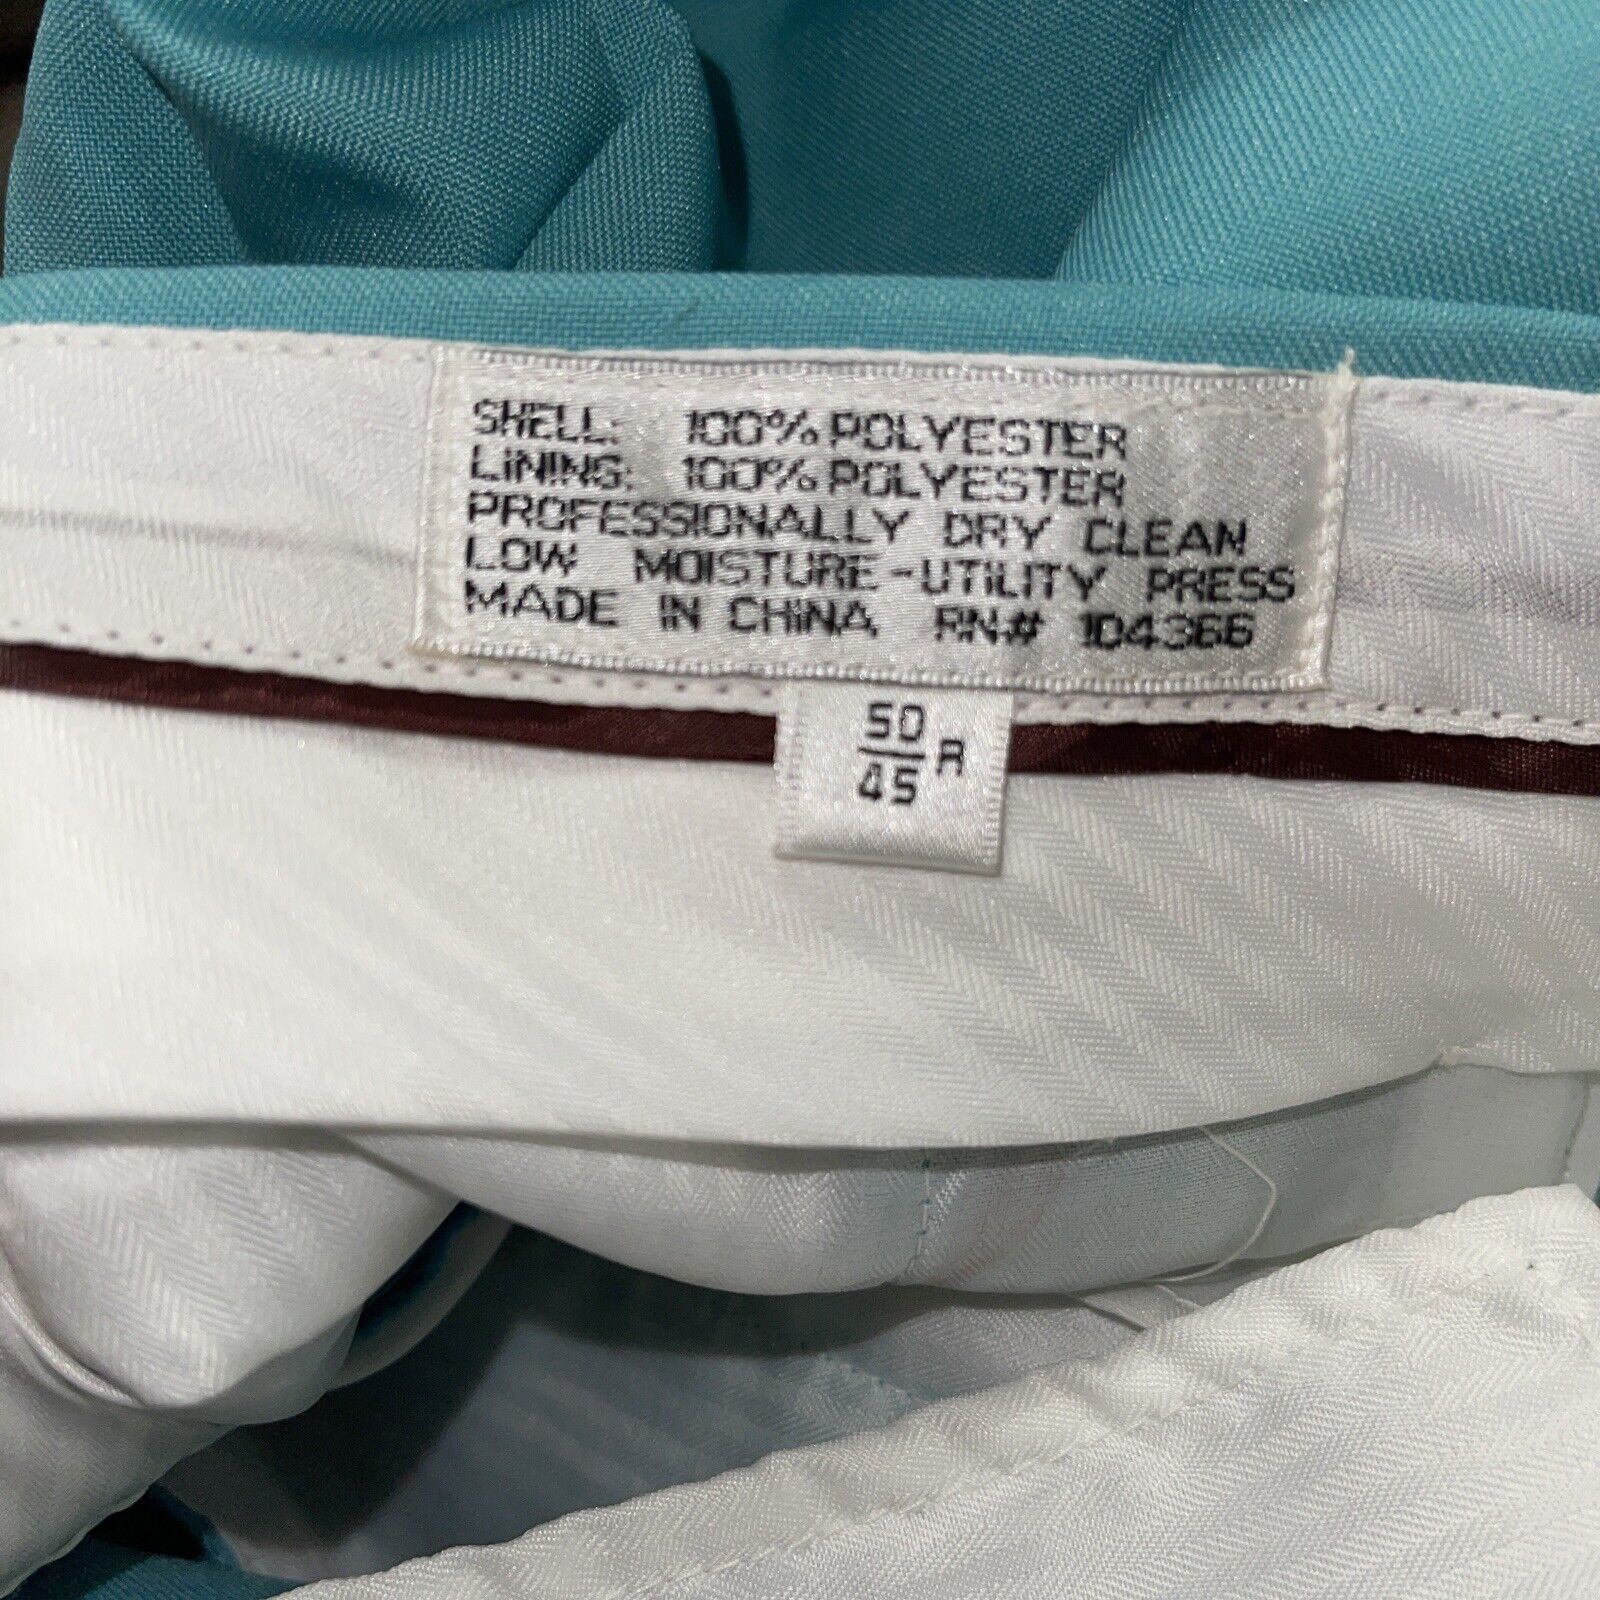 SHELL: 100% POLYESTER
LINING: 100% POLYESTER
PROFESSIONALLY DRY CLEAN
LOW MOISTURE-UTILITY PRESS
MADE IN CHINA RN# 104366
50
45 R